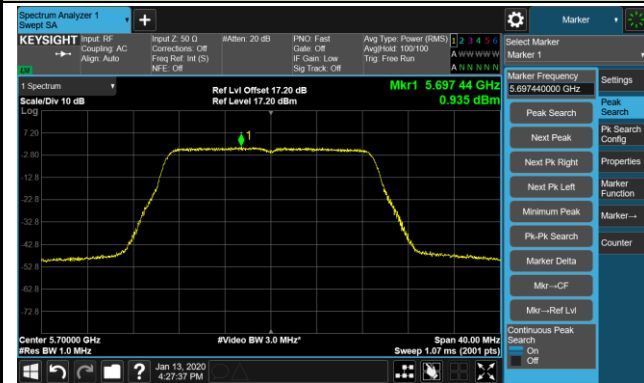 Spectrum Analyzer 1
Swept SA
+
Marker
KEYSIGHT
Input: RF
Coupling: AC
Align: Auto
Input Z: 50 Ω
Corrections: Off
Freq Ref: Int (S)
NFE: Off
#Atten: 20 dB
PNO: Fast
Gate: Off
IF Gain: Low
Sig Track: Off
Avg Type: Power (RMS)
Avg|Hold: 100/100
Trig: Free Run
1 2 3 4 5 6
A W W W W W
A N N N N N
Select Marker
Marker 1
1 Spectrum
Scale/Div 10 dB
Log
Ref Lvl Offset 17.20 dB
Ref Level 17.20 dBm
Mkr1 5.697 44 GHz
0.935 dBm
Marker Frequency
5.697440000 GHz
Peak Search
Next Peak
Next Pk Right
Next Pk Left
Minimum Peak
Pk-Pk Search
Marker Delta
Mkr→CF
Mkr→Ref Lvl
Continuous Peak
Search
On
Off
Settings
Peak
Search
Pk Search
Config
Properties
Marker
Function
Marker→
Counter
1
7.20
-2.80
-12.8
-22.8
-32.8
-42.8
-52.8
-62.8
-72.8
Center 5.70000 GHz
#Res BW 1.0 MHz
#Video BW 3.0 MHz*
Span 40.00 MHz
Sweep 1.07 ms (2001 pts)
?
Jan 13, 2020
4:27:37 PM